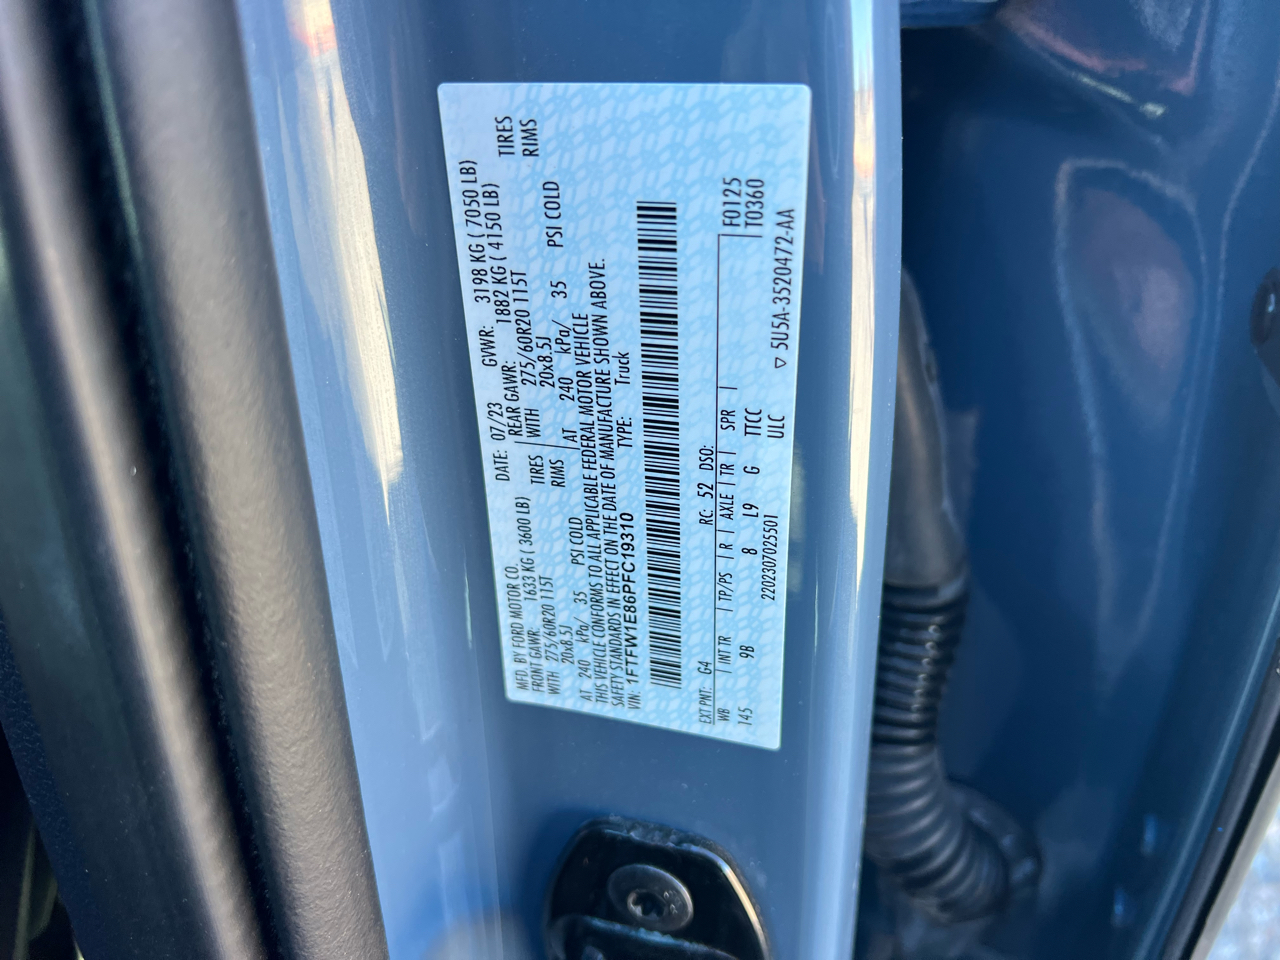 MFD. BY FORD MOTOR CO. DATE: 07/23 GVWR: 3198 KG ( 7050 LB)
FRONT GAWR: 1633 KG ( 3600 LB) REAR GAWR: 1882 KG ( 4150 LB)
WITH 275/60R20 115T TIRES WITH 275/60R20 115T TIRES
20x8.5J RIMS 20x8.5J RIMS
AT 240 kPa/ 35 PSI COLD AT 240 kPa/ 35 PSI COLD
THIS VEHICLE CONFORMS TO ALL APPLICABLE FEDERAL MOTOR VEHICLE
SAFETY STANDARDS IN EFFECT ON THE DATE OF MANUFACTURE SHOWN ABOVE.
VIN: 1FTFW1E86PFC19310 TYPE: Truck
EXT PNT: G4 RC: 52 DSO: F0125
WB INT TR TP/PS R AXLE TR SPR T0360
145 9B 8 L9 G TTCC
2202307025501 ULC ▽ 5U5A-3520472-AA